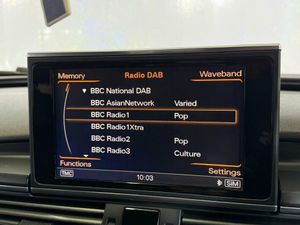 Memory Radio DAB Waveband
BBC National DAB
BBC AsianNetwork Varied
BBC Radio1 Pop
BBC Radio1Xtra
BBC Radio2 Pop
BBC Radio3 Culture
Functions Settings
TMC 10:03 SIM